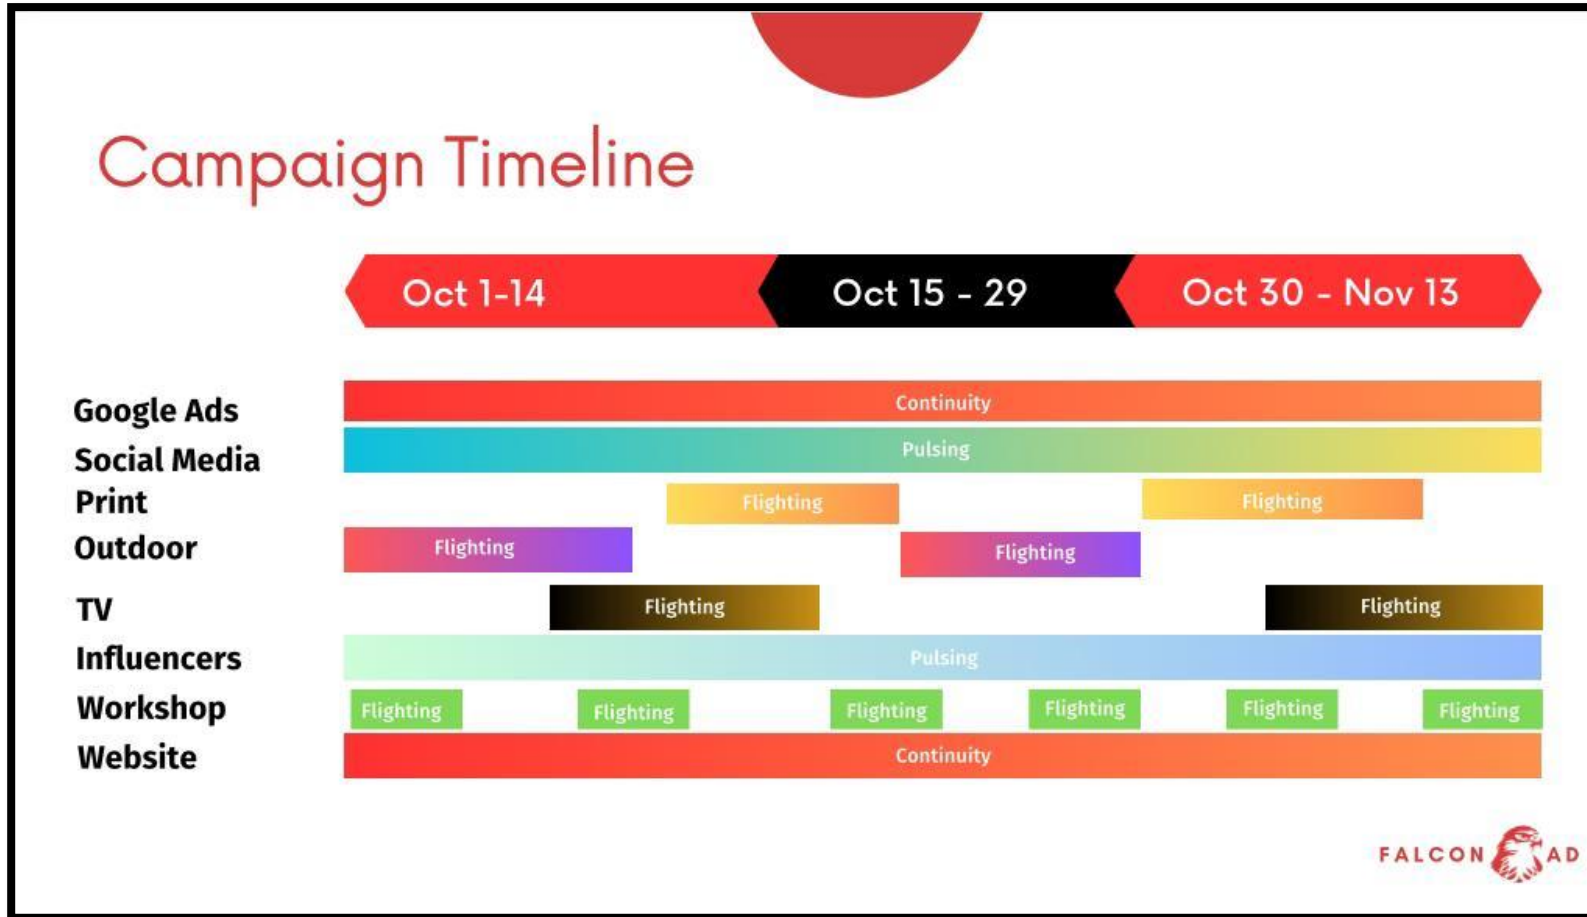 Campaign Timeline
Oct 1-14 Oct 15 - 29 Oct 30 - Nov 13
Google Ads Continuity
Social Media Pulsing
Print Flighting Flighting
Outdoor Flighting Flighting
TV Flighting Flighting
Influencers Pulsing
Workshop Flighting Flighting Flighting Flighting Flighting Flighting
Website Continuity
FALCON AD